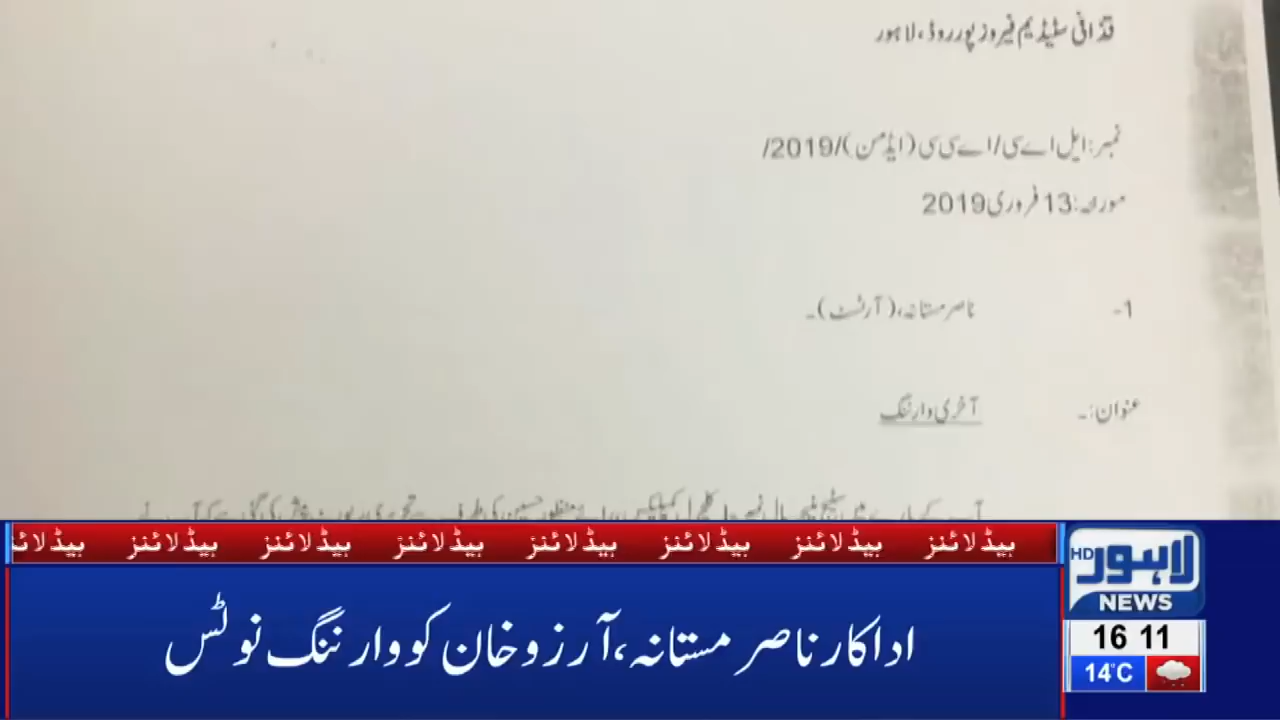 قذافی سٹیڈیم فیروز پور روڈ، لاہور
نمبر: ایل اے سی/اے سی سی (ایڈمن)/2019/
مورخہ: 13 فروری 2019
1- ناصر مستانہ، (آرٹسٹ)۔
عنوان:۔ آخری وارننگ
ہیڈلائنز ہیڈلائنز ہیڈلائنز ہیڈلائنز ہیڈلائنز ہیڈلائنز ہیڈلائنز ہیڈلائنز
اداکار ناصر مستانہ، آرزو خان کو وارننگ نوٹس
لاہور HD
NEWS
16 11
14°C